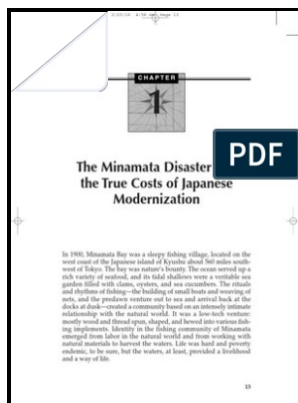 CHAPTER
1
PDF
The Minamata Disaster
the True Costs of Japanese
Modernization
In 1900, Minamata Bay was a sleepy fishing village, located on the
west coast of the Japanese island of Kyushu about 560 miles south-
west of Tokyo. The bay was nature's bounty. The ocean served up a
rich variety of seafood, and its tidal shallows were a veritable sea
garden filled with clams, oysters, and sea cucumbers. The rituals
and rhythms of fishing—the building of small boats and weaving of
nets, and the predawn venture out to sea and arrival back at the
docks at dusk—created a community based on an intensely intimate
relationship with the natural world. It was a low-tech venture:
mostly wood and thread spun, shaped, and hewed into various fish-
ing implements. Identity in the fishing community of Minamata
emerged from labor in the natural world and from working with
natural materials to harvest the waters. Life was hard and poverty
endemic, to be sure, but the waters, at least, provided a livelihood
and a way of life.